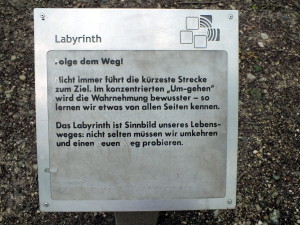 Labyrinth
olge dem Weg!
licht immer führt die kürzeste Strecke
zum Ziel. Im konzentrierten „Um-gehen"
wird die Wahrnehmung bewusster – so
lernen wir etwas von allen Seiten kennen.
Das Labyrinth ist Sinnbild unseres Lebens-
weges: nicht selten müssen wir umkehren
und einen euen eg probieren.